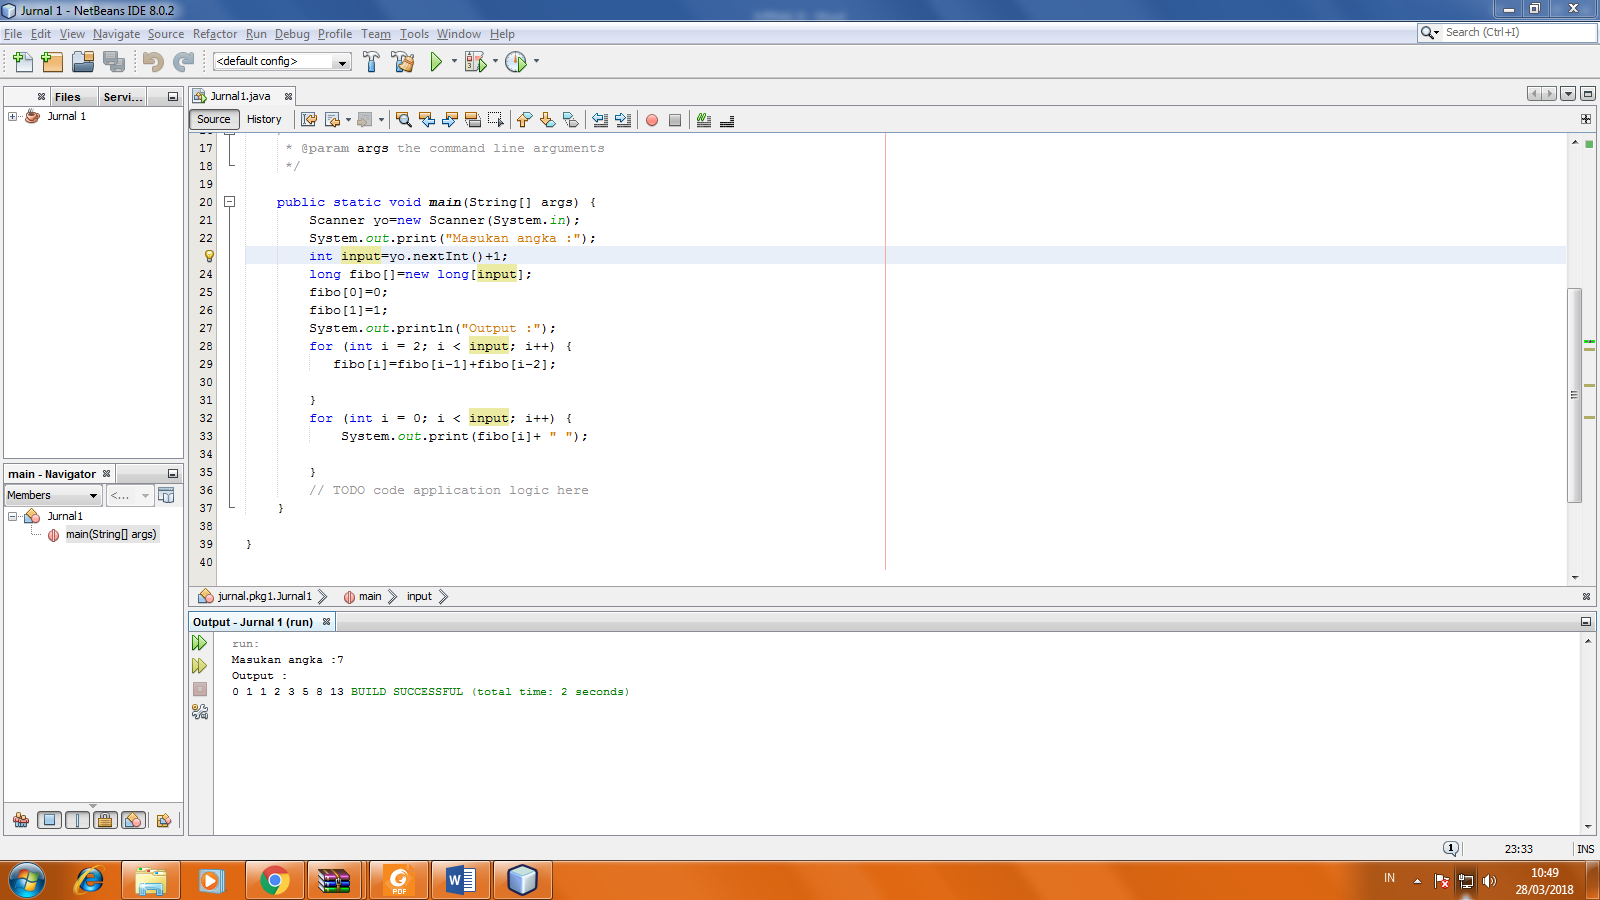 Jurnal 1 - NetBeans IDE 8.0.2
File Edit View Navigate Source Refactor Run Debug Profile Team Tools Window Help
Search (Ctrl+I)
<default config>
Files Servi...
Jurnal 1
Jurnal1.java
Source History
17 * @param args the command line arguments
18 */
19
20 public static void main(String[] args) {
21 Scanner yo=new Scanner(System.in);
22 System.out.print("Masukan angka :");
int input=yo.nextInt()+1;
24 long fibo[]=new long[input];
25 fibo[0]=0;
26 fibo[1]=1;
27 System.out.println("Output :");
28 for (int i = 2; i < input; i++) {
29 fibo[i]=fibo[i-1]+fibo[i-2];
30
31 }
32 for (int i = 0; i < input; i++) {
33 System.out.print(fibo[i]+ " ");
34
35 }
36 // TODO code application logic here
37 }
38
39 }
40
main - Navigator
Members <...
Jurnal1
main(String[] args)
jurnal.pkg1.Jurnal1 main input
Output - Jurnal 1 (run)
run:
Masukan angka :7
Output :
0 1 1 2 3 5 8 13 BUILD SUCCESSFUL (total time: 2 seconds)
1 23:33 INS
PDF
W
IN
10:49
28/03/2018